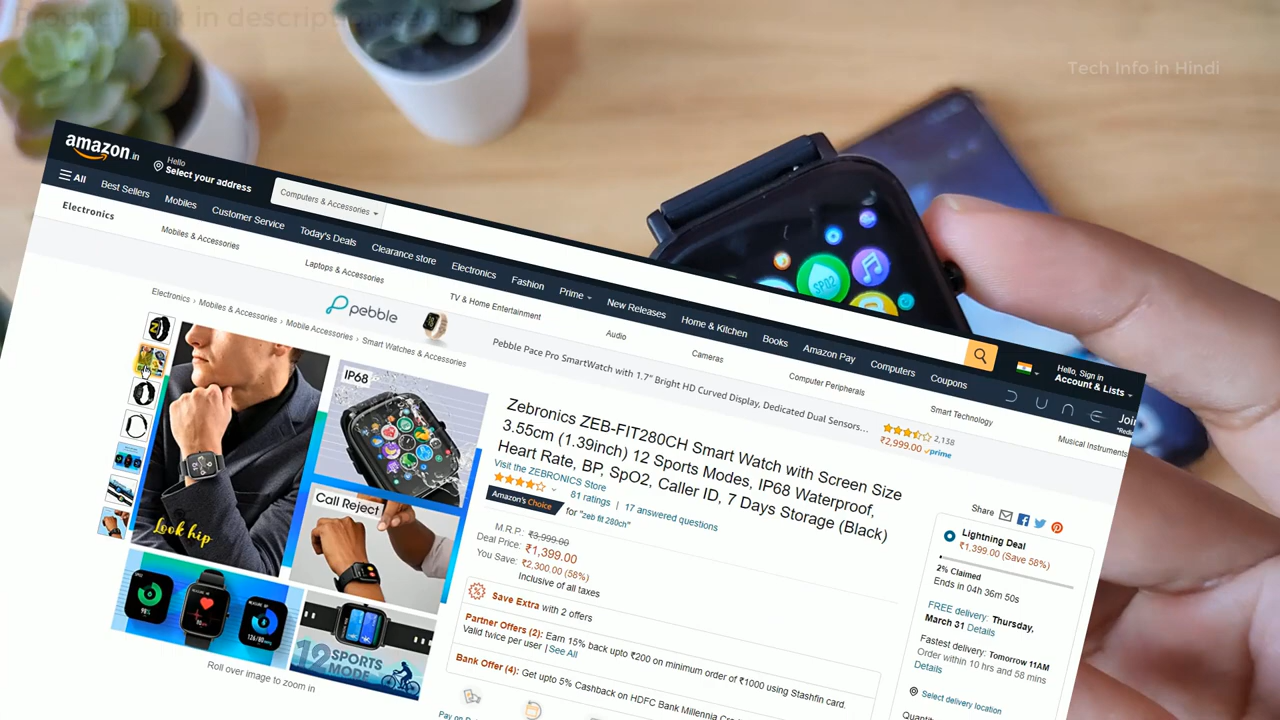 Product Link in description section
Tech Info in Hindi
amazon.in
Hello
Select your address
Computers & Accessories
All
Best Sellers
Mobiles
Customer Service
Today's Deals
Clearance store
Electronics
Fashion
Prime
New Releases
Home & Kitchen
Books
Amazon Pay
Computers
Coupons
Hello, Sign in
Account & Lists
Electronics
Mobiles & Accessories
Laptops & Accessories
TV & Home Entertainment
Audio
Cameras
Computer Peripherals
Smart Technology
Musical Instruments
pebble
Pebble Pace Pro SmartWatch with 1.7" Bright HD Curved Display, Dedicated Dual Sensors...
2,138
₹2,999.00 prime
Electronics › Mobiles & Accessories › Mobile Accessories › Smart Watches & Accessories
SPO2
Look hip
IP68
Call Reject
12 SPORTS
MODE
98%
126/80
Roll over image to zoom in
Zebronics ZEB-FIT280CH Smart Watch with Screen Size
3.55cm (1.39inch) 12 Sports Modes, IP68 Waterproof,
Heart Rate, BP, SpO2, Caller ID, 7 Days Storage (Black)
Visit the ZEBRONICS Store
81 ratings | 17 answered questions
Amazon's Choice for "zeb fit 280ch"
M.R.P.: ₹3,999.00
Deal Price: ₹1,399.00
You Save: ₹2,300.00 (58%)
Inclusive of all taxes
Save Extra with 2 offers
Partner Offers (2): Earn 15% back upto ₹200 on minimum order of ₹1000 using Stashfin card.
Valid twice per user | See All
Bank Offer (4): Get upto 5% Cashback on HDFC Bank Millennia
Share
Lightning Deal
₹1,399.00 (Save 58%)
2% Claimed
Ends in 04h 36m 50s
FREE delivery: Thursday,
March 31 Details
Fastest delivery: Tomorrow 11AM
Order within 10 hrs and 58 mins
Details
Select delivery location